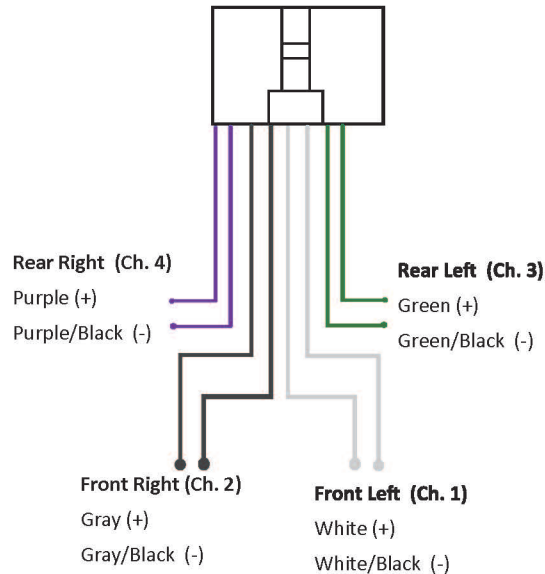 Rear Right (Ch. 4)
Purple (+)
Purple/Black (-)
Rear Left (Ch. 3)
Green (+)
Green/Black (-)
Front Right (Ch. 2)
Gray (+)
Gray/Black (-)
Front Left (Ch. 1)
White (+)
White/Black (-)